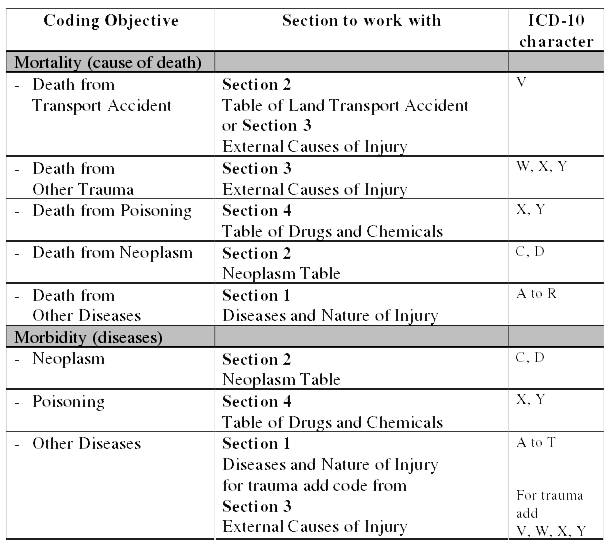 Coding Objective Section to work with ICD-10 character
Mortality (cause of death)
- Death from Transport Accident
Section 2
Table of Land Transport Accident
or Section 3
External Causes of Injury
V
- Death from Other Trauma
Section 3
External Causes of Injury
W, X, Y
- Death from Poisoning
Section 4
Table of Drugs and Chemicals
X, Y
- Death from Neoplasm
Section 2
Neoplasm Table
C, D
- Death from Other Diseases
Section 1
Diseases and Nature of Injury
A to R
Morbidity (diseases)
- Neoplasm
Section 2
Neoplasm Table
C, D
- Poisoning
Section 4
Table of Drugs and Chemicals
X, Y
- Other Diseases
Section 1
Diseases and Nature of Injury
for trauma add code from
Section 3
External Causes of Injury
A to T
For trauma
add
V, W, X, Y